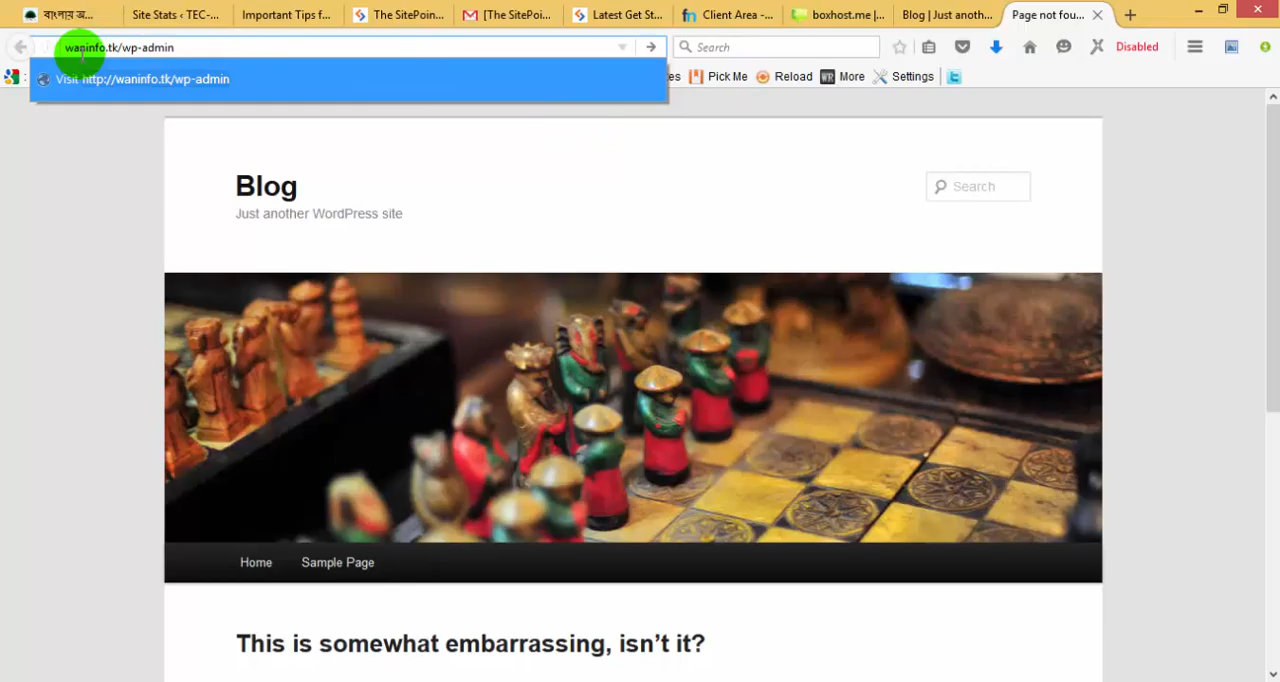 বাংলায় অ...
Site Stats ‹ TEC-...
Important Tips f...
The SitePoin...
[The SitePoi...
Latest Get St...
Client Area -...
boxhost.me |...
Blog | Just anoth...
Page not fou...
waninfo.tk/wp-admin
Search
Disabled
Visit http://waninfo.tk/wp-admin
Pick Me
Reload
More
Settings
Blog
Just another WordPress site
Search
Home
Sample Page
This is somewhat embarrassing, isn’t it?